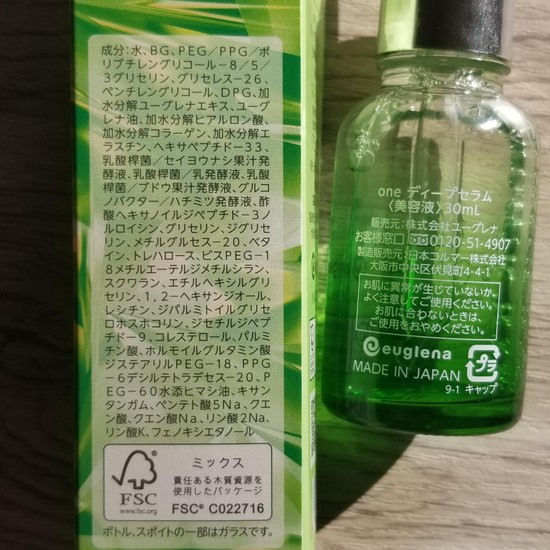 成分:水、BG、PEG/PPG/ポ
リブチレングリコール-8/5/
3グリセリン、グリセレス-26、
ペンチレングリコール、DPG、加
水分解ユーグレナエキス、ユーグ
レナ油、加水分解ヒアルロン酸、
加水分解コラーゲン、加水分解エ
ラスチン、ヘキサペプチド-33、
乳酸桿菌/セイヨウナシ果汁発
酵液、乳酸桿菌/乳発酵液、乳酸
桿菌/ブドウ果汁発酵液、グルコ
ノバクター/ハチミツ発酵液、酢
酸ヘキサノイルジペプチド-3ノ
ルロイシン、グリセリン、ジグリセ
リン、メチルグルセス-20、ベタ
イン、トレハロース、ビスPEG-1
8メチルエーテルジメチルシラン、
スクワラン、エチルヘキシルグリ
セリン、1,2-ヘキサンジオール、
レシチン、ジパルミトイルグリセ
ロホスホコリン、ジセチルジペプ
チド-9、コレステロール、パルミ
チン酸、ホルモイルグルタミン酸
ジステアリルPEG-18、PPG
-6デシルテトラデセス-20、P
EG-60水添ヒマシ油、キサン
タンガム、ペンテト酸5Na、クエ
ン酸、クエン酸Na、リン酸2Na、
リン酸K、フェノキシエタノール
FSC
www.fsc.org
ミックス
責任ある木質資源を
使用したパッケージ
FSC® C022716
ボトル、スポイトの一部はガラスです。
one ディープセラム
〈美容液〉30mL
販売元:株式会社ユーグレナ
お客様窓口 0120-51-4907
製造販売元:日本コルマー株式会社
大阪市中央区伏見町4-4-1
お肌に異常が生じていないか、
よく注意してご使用ください。
お肌に合わないときは、
ご使用をおやめください。
euglena
MADE IN JAPAN
プラ
9-1 キャップ